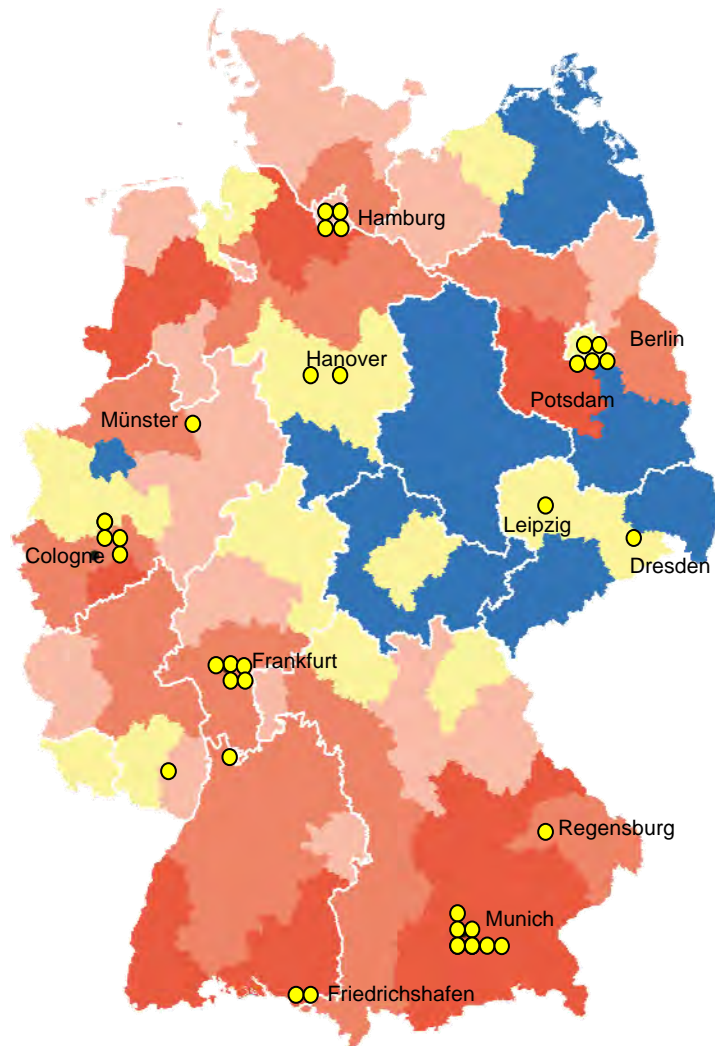 Hamburg
Berlin
Hanover
Potsdam
Münster
Leipzig
Cologne
Dresden
Frankfurt
Regensburg
Munich
Friedrichshafen